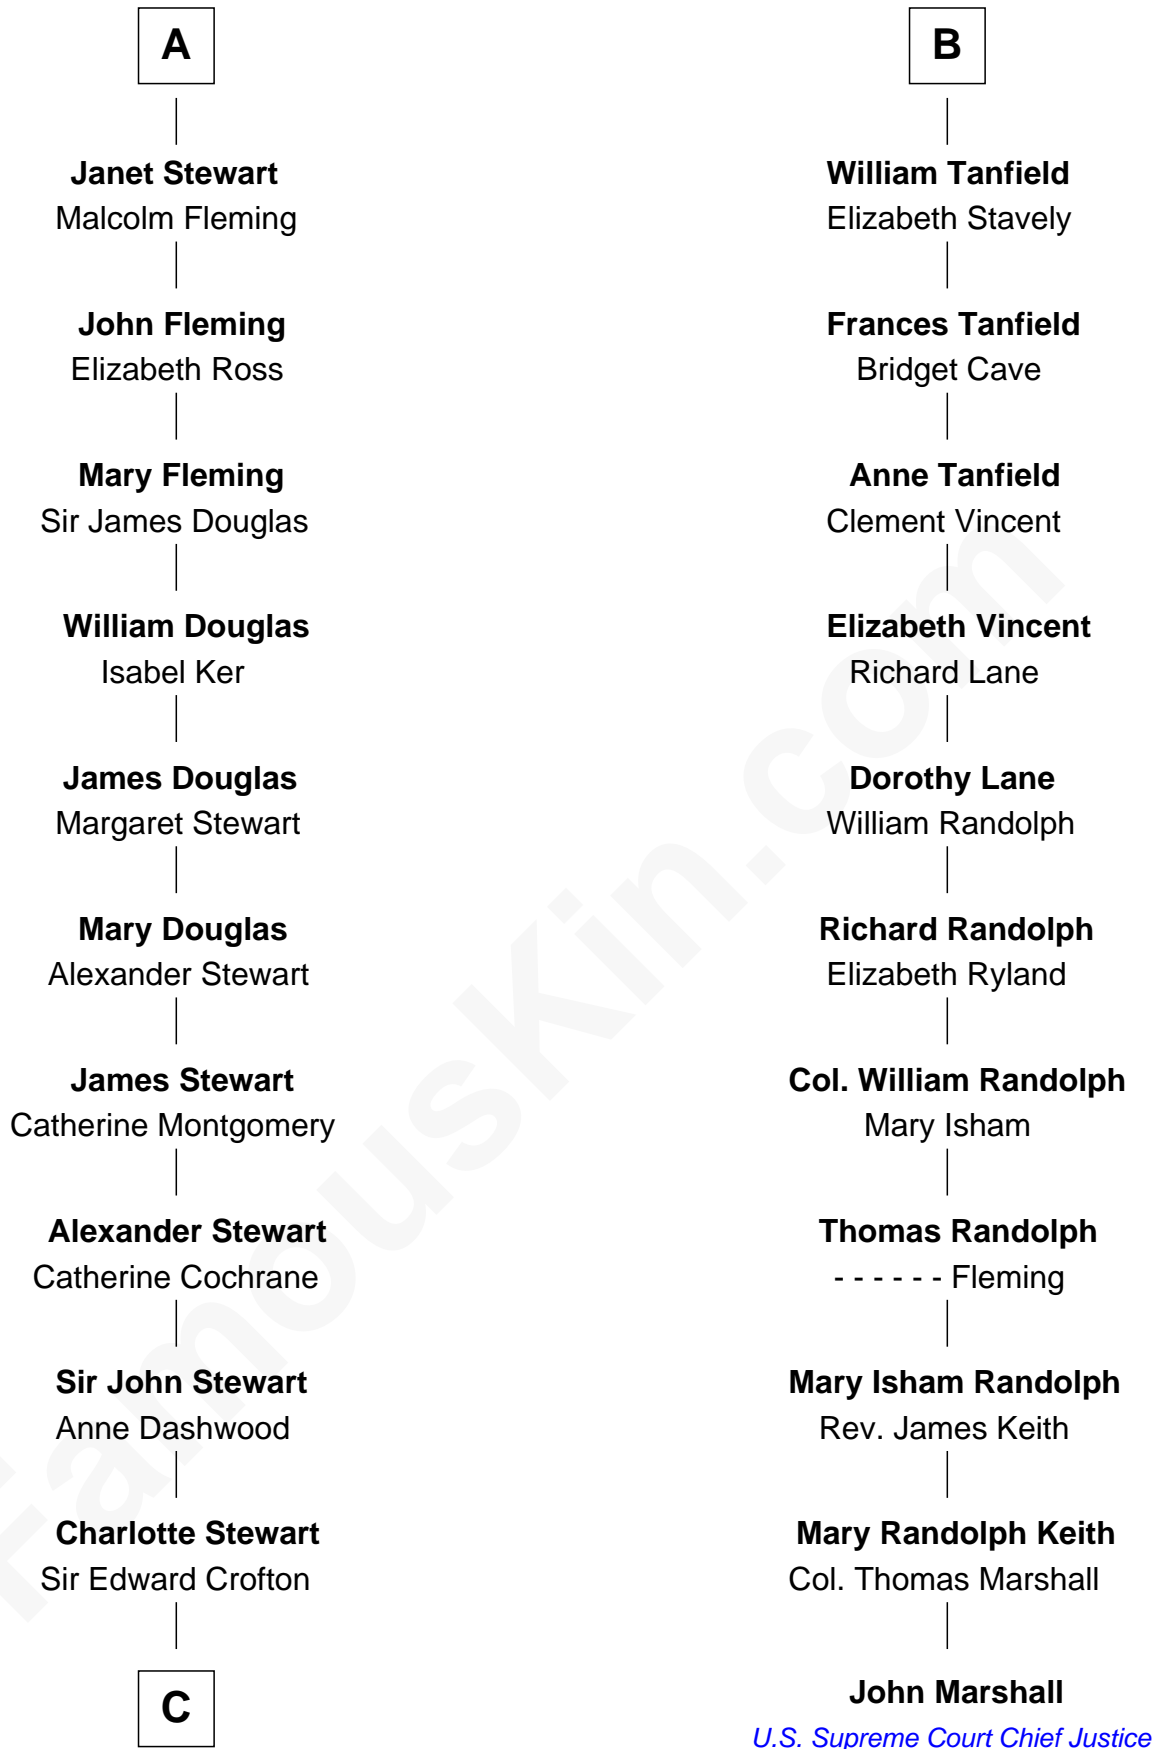 A
Janet Stewart
Malcolm Fleming
John Fleming
Elizabeth Ross
Mary Fleming
Sir James Douglas
William Douglas
Isabel Ker
James Douglas
Margaret Stewart
Mary Douglas
Alexander Stewart
James Stewart
Catherine Montgomery
Alexander Stewart
Catherine Cochrane
Sir John Stewart
Anne Dashwood
Charlotte Stewart
Sir Edward Crofton
C
B
William Tanfield
Elizabeth Stavely
Frances Tanfield
Bridget Cave
Anne Tanfield
Clement Vincent
Elizabeth Vincent
Richard Lane
Dorothy Lane
William Randolph
Richard Randolph
Elizabeth Ryland
Col. William Randolph
Mary Isham
Thomas Randolph
- - - - - - Fleming
Mary Isham Randolph
Rev. James Keith
Mary Randolph Keith
Col. Thomas Marshall
John Marshall
U.S. Supreme Court Chief Justice
FamousKin.com